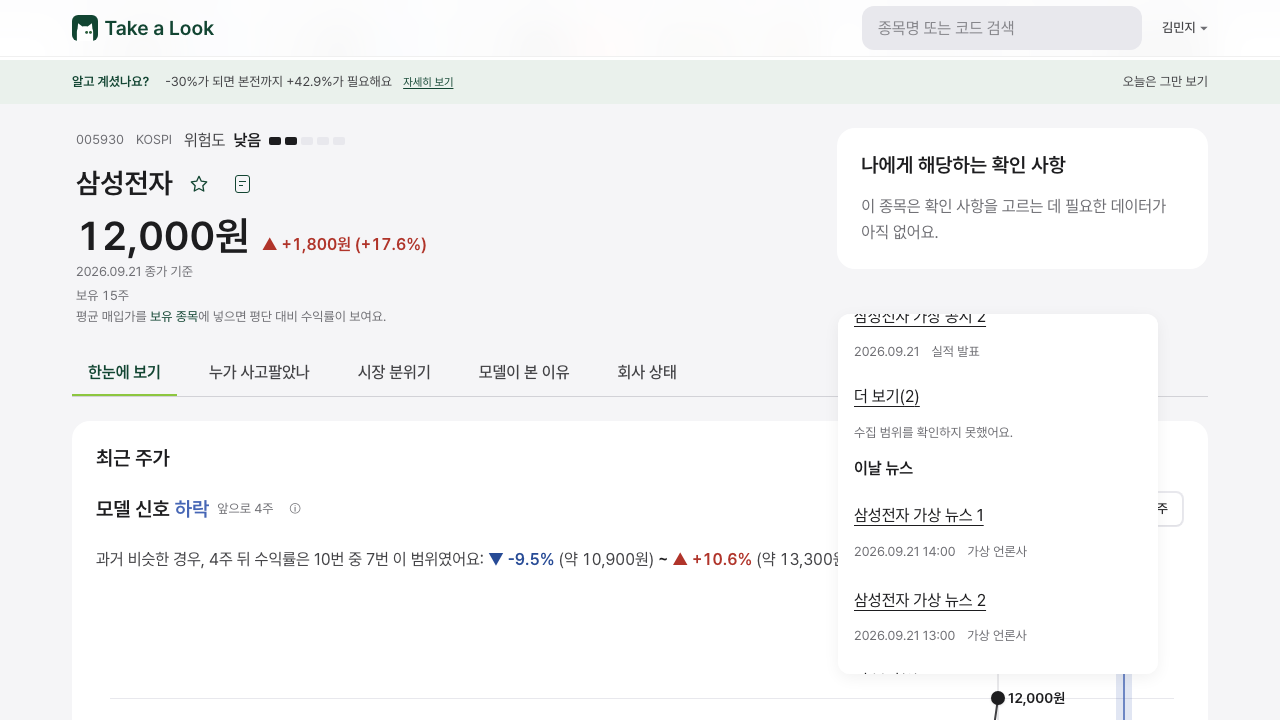 Take a Look
종목명 또는 코드 검색
김민지
알고 계셨나요? -30%가 되면 본전까지 +42.9%가 필요해요 자세히 보기
오늘은 그만 보기
005930 KOSPI 위험도 낮음
삼성전자
12,000원 ▲ +1,800원 (+17.6%)
2026.09.21 종가 기준
보유 15주
평균 매입가를 보유 종목에 넣으면 평단 대비 수익률이 보여요.
나에게 해당하는 확인 사항
이 종목은 확인 사항을 고르는 데 필요한 데이터가
아직 없어요.
한눈에 보기
누가 사고팔았나
시장 분위기
모델이 본 이유
회사 상태
최근 주가
모델 신호 하락 앞으로 4주
주
과거 비슷한 경우, 4주 뒤 수익률은 10번 중 7번 이 범위였어요: ▼ -9.5% (약 10,900원) ~ ▲ +10.6% (약 13,300원
삼성전자 가상 공시 2
2026.09.21 실적 발표
더 보기(2)
수집 범위를 확인하지 못했어요.
이날 뉴스
삼성전자 가상 뉴스 1
2026.09.21 14:00 가상 언론사
삼성전자 가상 뉴스 2
2026.09.21 13:00 가상 언론사
12,000원